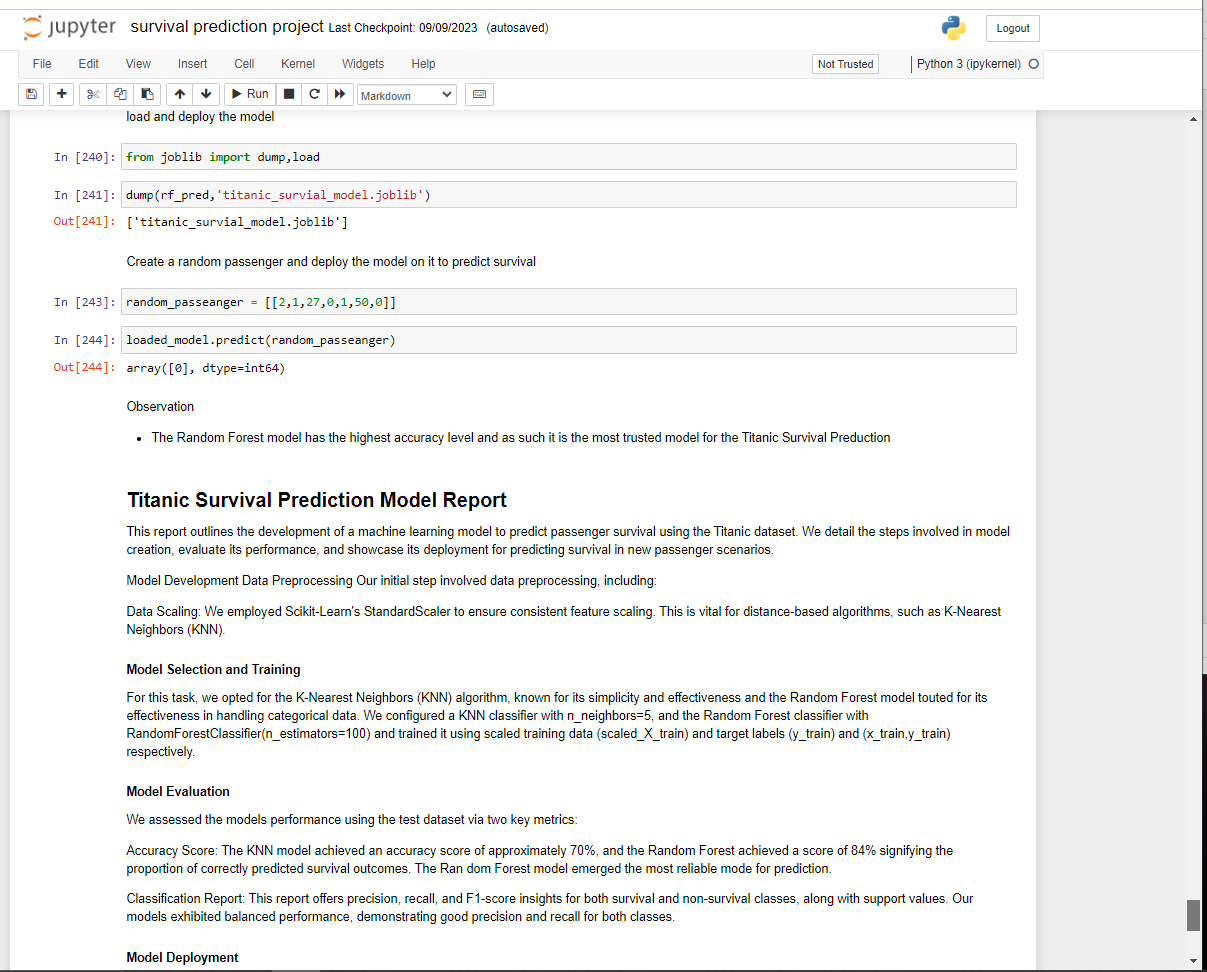 jupyter survival prediction project Last Checkpoint: 09/09/2023 (autosaved)
Logout
File Edit View Insert Cell Kernel Widgets Help
Not Trusted
Python 3 (ipykernel)
Run
Markdown
load and deploy the model
In [240]: from joblib import dump,load
In [241]: dump(rf_pred,'titanic_survial_model.joblib')
Out[241]: ['titanic_survial_model.joblib']
Create a random passenger and deploy the model on it to predict survival
In [243]: random_passeanger = [[2,1,27,0,1,50,0]]
In [244]: loaded_model.predict(random_passeanger)
Out[244]: array([0], dtype=int64)
Observation
• The Random Forest model has the highest accuracy level and as such it is the most trusted model for the Titanic Survival Preduction
Titanic Survival Prediction Model Report
This report outlines the development of a machine learning model to predict passenger survival using the Titanic dataset. We detail the steps involved in model
creation, evaluate its performance, and showcase its deployment for predicting survival in new passenger scenarios.
Model Development Data Preprocessing Our initial step involved data preprocessing, including:
Data Scaling: We employed Scikit-Learn's StandardScaler to ensure consistent feature scaling. This is vital for distance-based algorithms, such as K-Nearest
Neighbors (KNN).
Model Selection and Training
For this task, we opted for the K-Nearest Neighbors (KNN) algorithm, known for its simplicity and effectiveness and the Random Forest model touted for its
effectiveness in handling categorical data. We configured a KNN classifier with n_neighbors=5, and the Random Forest classifier with
RandomForestClassifier(n_estimators=100) and trained it using scaled training data (scaled_X_train) and target labels (y_train) and (x_train,y_train)
respectively.
Model Evaluation
We assessed the models performance using the test dataset via two key metrics:
Accuracy Score: The KNN model achieved an accuracy score of approximately 70%, and the Random Forest achieved a score of 84% signifying the
proportion of correctly predicted survival outcomes. The Ran dom Forest model emerged the most reliable mode for prediction.
Classification Report: This report offers precision, recall, and F1-score insights for both survival and non-survival classes, along with support values. Our
models exhibited balanced performance, demonstrating good precision and recall for both classes.
Model Deployment